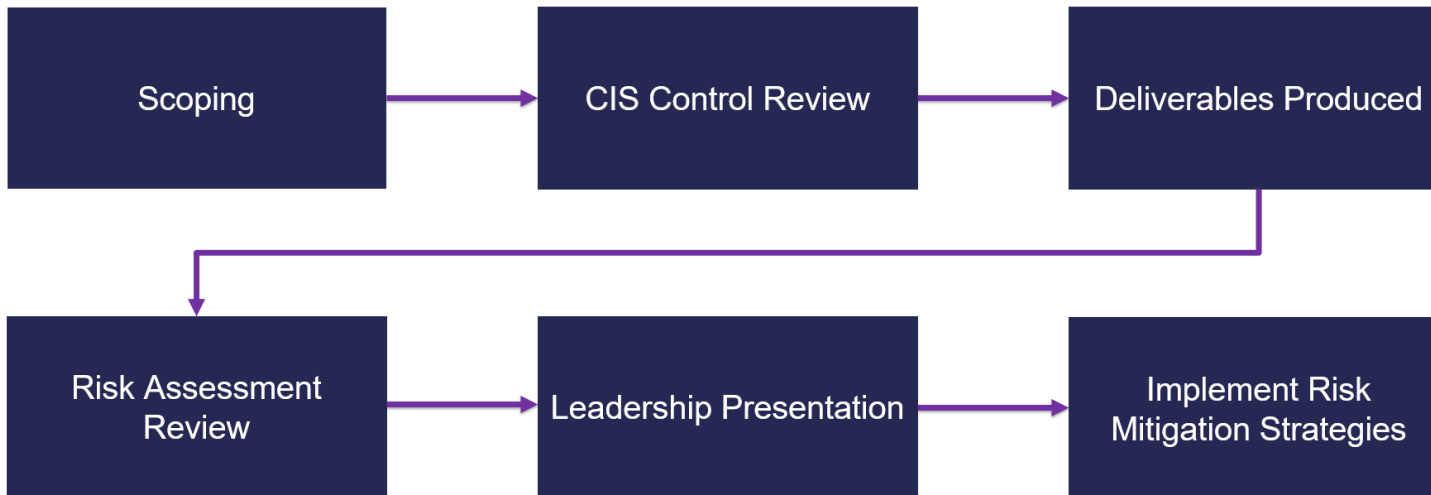 Scoping
CIS Control Review
Deliverables Produced
Risk Assessment
Review
Leadership Presentation
Implement Risk
Mitigation Strategies